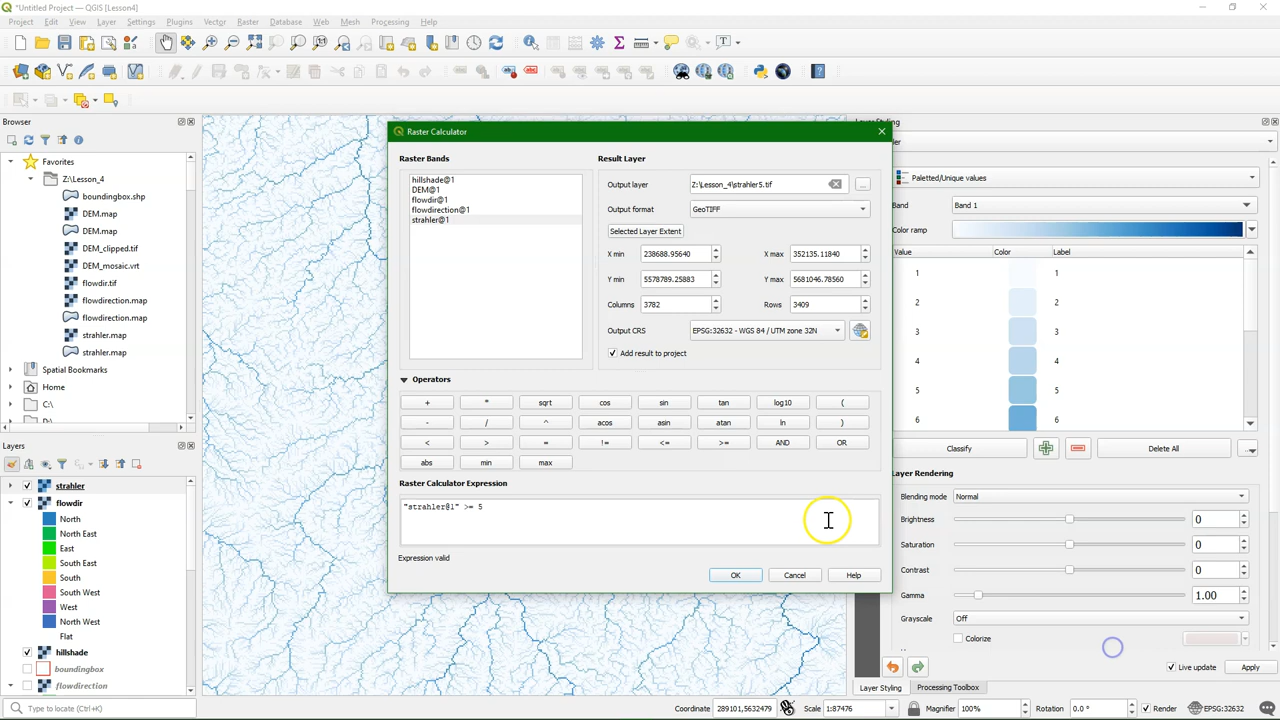 *Untitled Project — QGIS [Lesson4]
Project Edit View Layer Settings Plugins Vector Raster Database Web Mesh Processing Help
Browser
Favorites
Z:\Lesson_4
boundingbox.shp
DEM.map
DEM.map
DEM_clipped.tif
DEM_mosaic.vrt
flowdir.tif
flowdirection.map
flowdirection.map
strahler.map
strahler.map
Spatial Bookmarks
Home
C:\
Layers
strahler
flowdir
North
North East
East
South East
South
South West
West
North West
Flat
hillshade
boundingbox
flowdirection
Raster Calculator
Raster Bands
hillshade@1
DEM@1
flowdir@1
flowdirection@1
strahler@1
Result Layer
Output layer Z:\Lesson_4\strahler5.tif ...
Output format GeoTIFF
Selected Layer Extent
X min 238688.95640 X max 352135.11840
Y min 5578789.25883 Y max 5681046.78560
Columns 3782 Rows 3409
Output CRS EPSG:32632 - WGS 84 / UTM zone 32N
Add result to project
Operators
+ * sqrt cos sin tan log10 (
- / ^ acos asin atan ln )
< > = != <= >= AND OR
abs min max
Raster Calculator Expression
"strahler@1" >= 5
Expression valid
OK Cancel Help
Layer Styling
Paletted/Unique values
Band Band 1
Color ramp
Value Color Label
1 1
2 2
3 3
4 4
5 5
6 6
Classify Delete All ...
Layer Rendering
Blending mode Normal
Brightness 0
Saturation 0
Contrast 0
Gamma 1.00
Grayscale Off
Colorize
Live update Apply
Layer Styling Processing Toolbox
Type to locate (Ctrl+K) Coordinate 289101,5632479 Scale 1:87476 Magnifier 100% Rotation 0.0 ° Render EPSG:32632